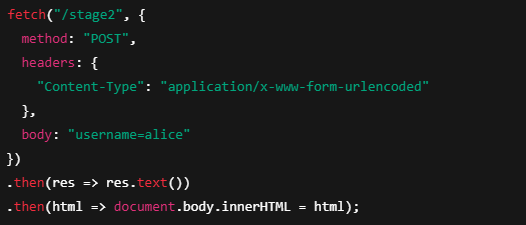 fetch("/stage2", {
  method: "POST",
  headers: {
    "Content-Type": "application/x-www-form-urlencoded"
  },
  body: "username=alice"
})
.then(res => res.text())
.then(html => document.body.innerHTML = html);